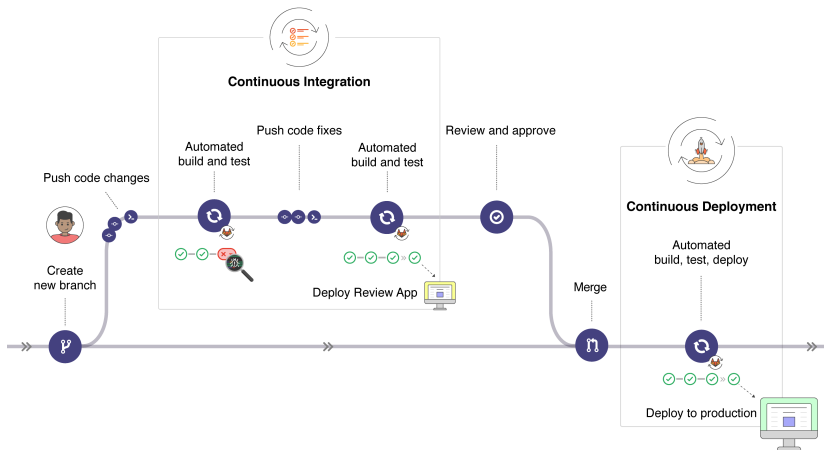 Continuous Integration
Push code changes
Automated
build and test
Push code fixes
Automated
build and test
Review and approve
Continuous Deployment
Create
new branch
Deploy Review App
Merge
Automated
build, test, deploy
Deploy to production